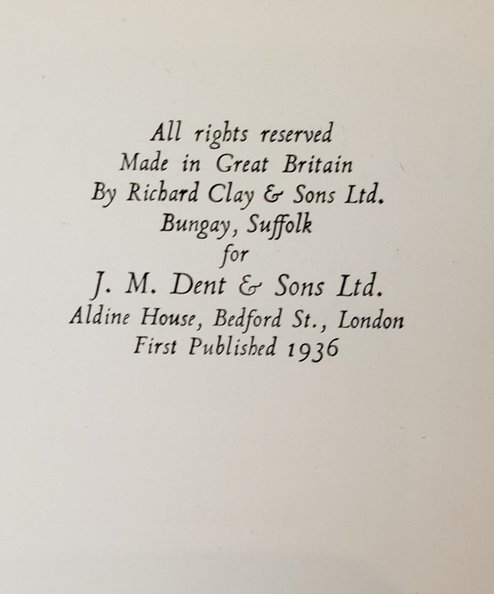 All rights reserved
Made in Great Britain
By Richard Clay & Sons Ltd.
Bungay, Suffolk
for
J. M. Dent & Sons Ltd.
Aldine House, Bedford St., London
First Published 1936